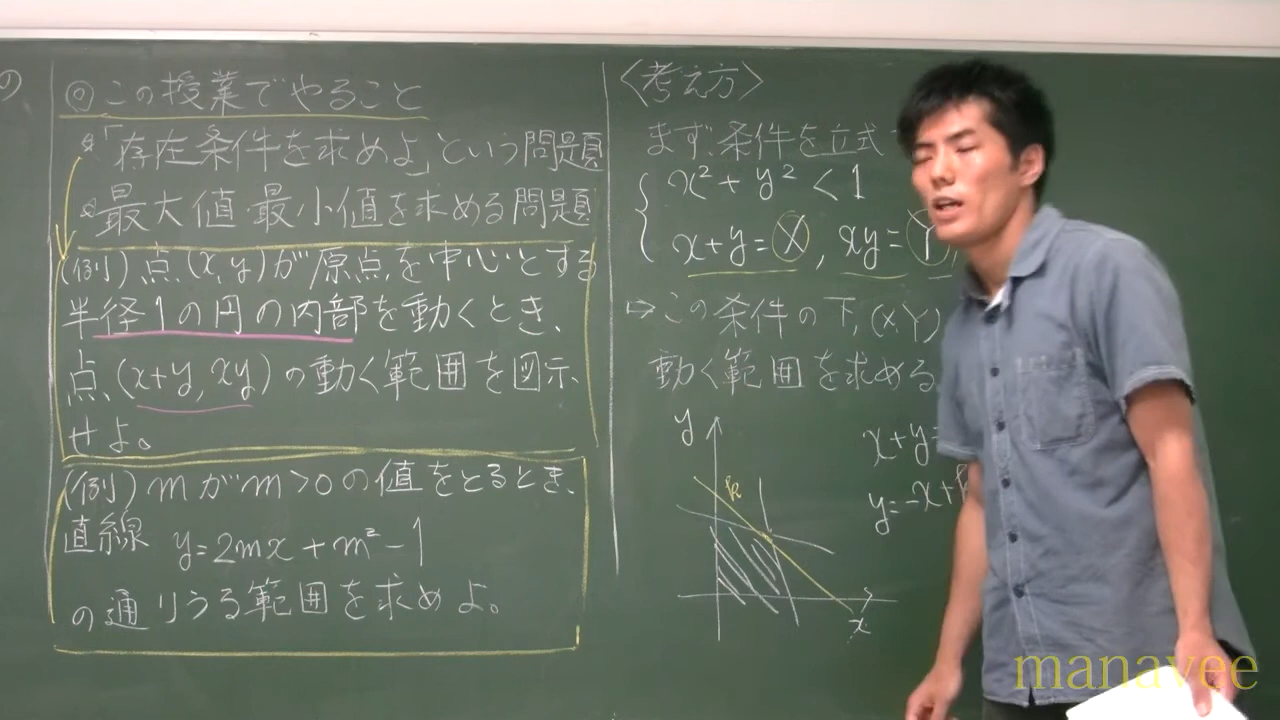 の
◎この授業でやること
「存在条件を求めよ」という問題
最大値・最小値を求める問題
(例)点(x,y)が原点を中心とする
半径1の円の内部を動くとき、
点(x+y,xy)の動く範囲を図示
せよ。
(例)mがm>0の値をとるとき、
直線 y=2mx+m²-1
の通りうる範囲を求めよ。
〈考え方〉
まず、条件を立式
x²+y²<1
x+y=X, xy=Y
⇨この条件の下,(X,Y)
動く範囲を求める。
y
k
x
x+y=
y=-x+k
manavee